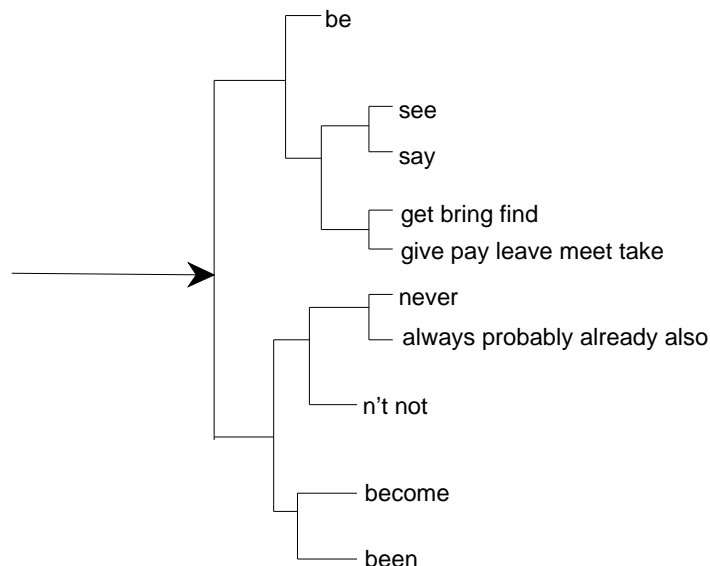 be
see
say
get bring find
give pay leave meet take
never
always probably already also
n’t not
become
been